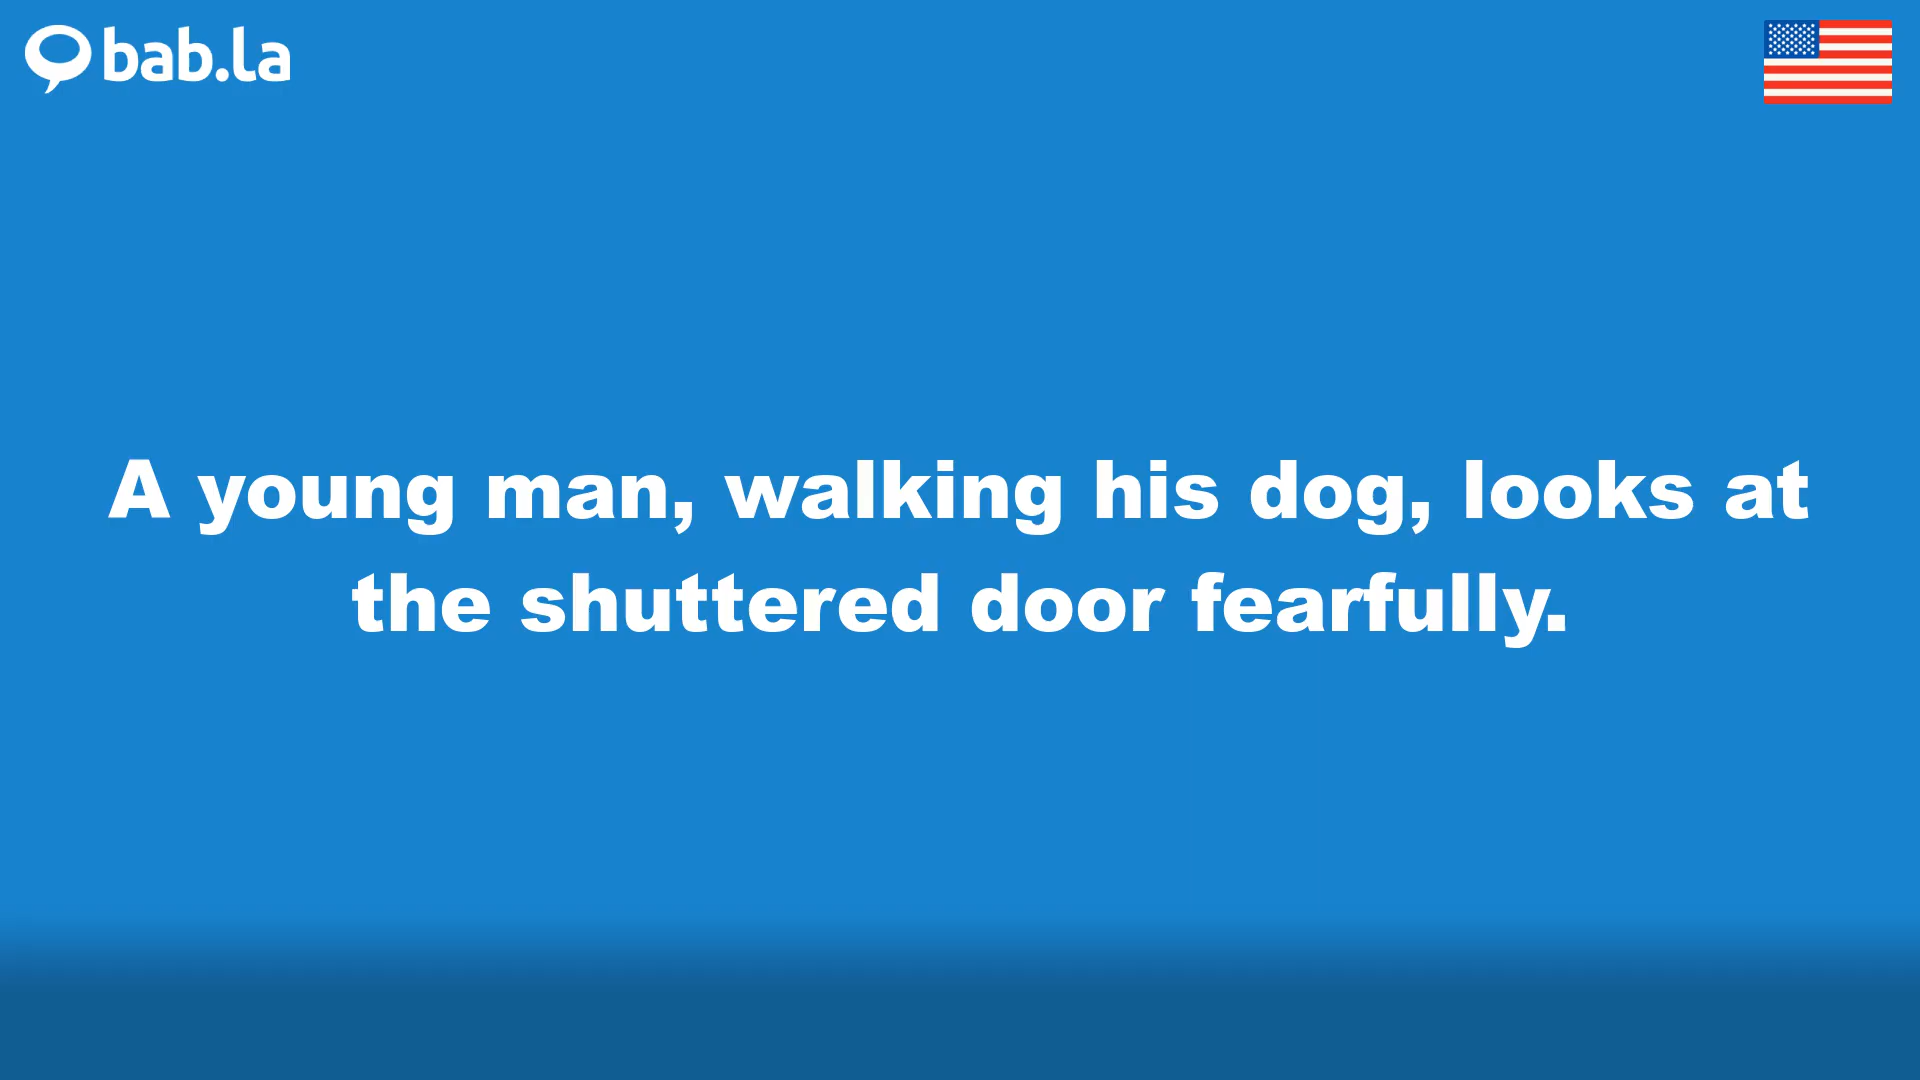 bab.la
A young man, walking his dog, looks at
the shuttered door fearfully.